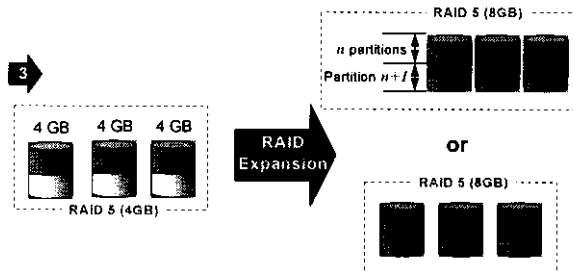 RAID 5 (8GB)
n partitions
Partition n+1
3
4 GB 4 GB 4 GB
RAID Expansion
or
RAID 5 (4GB)
RAID 5 (8GB)